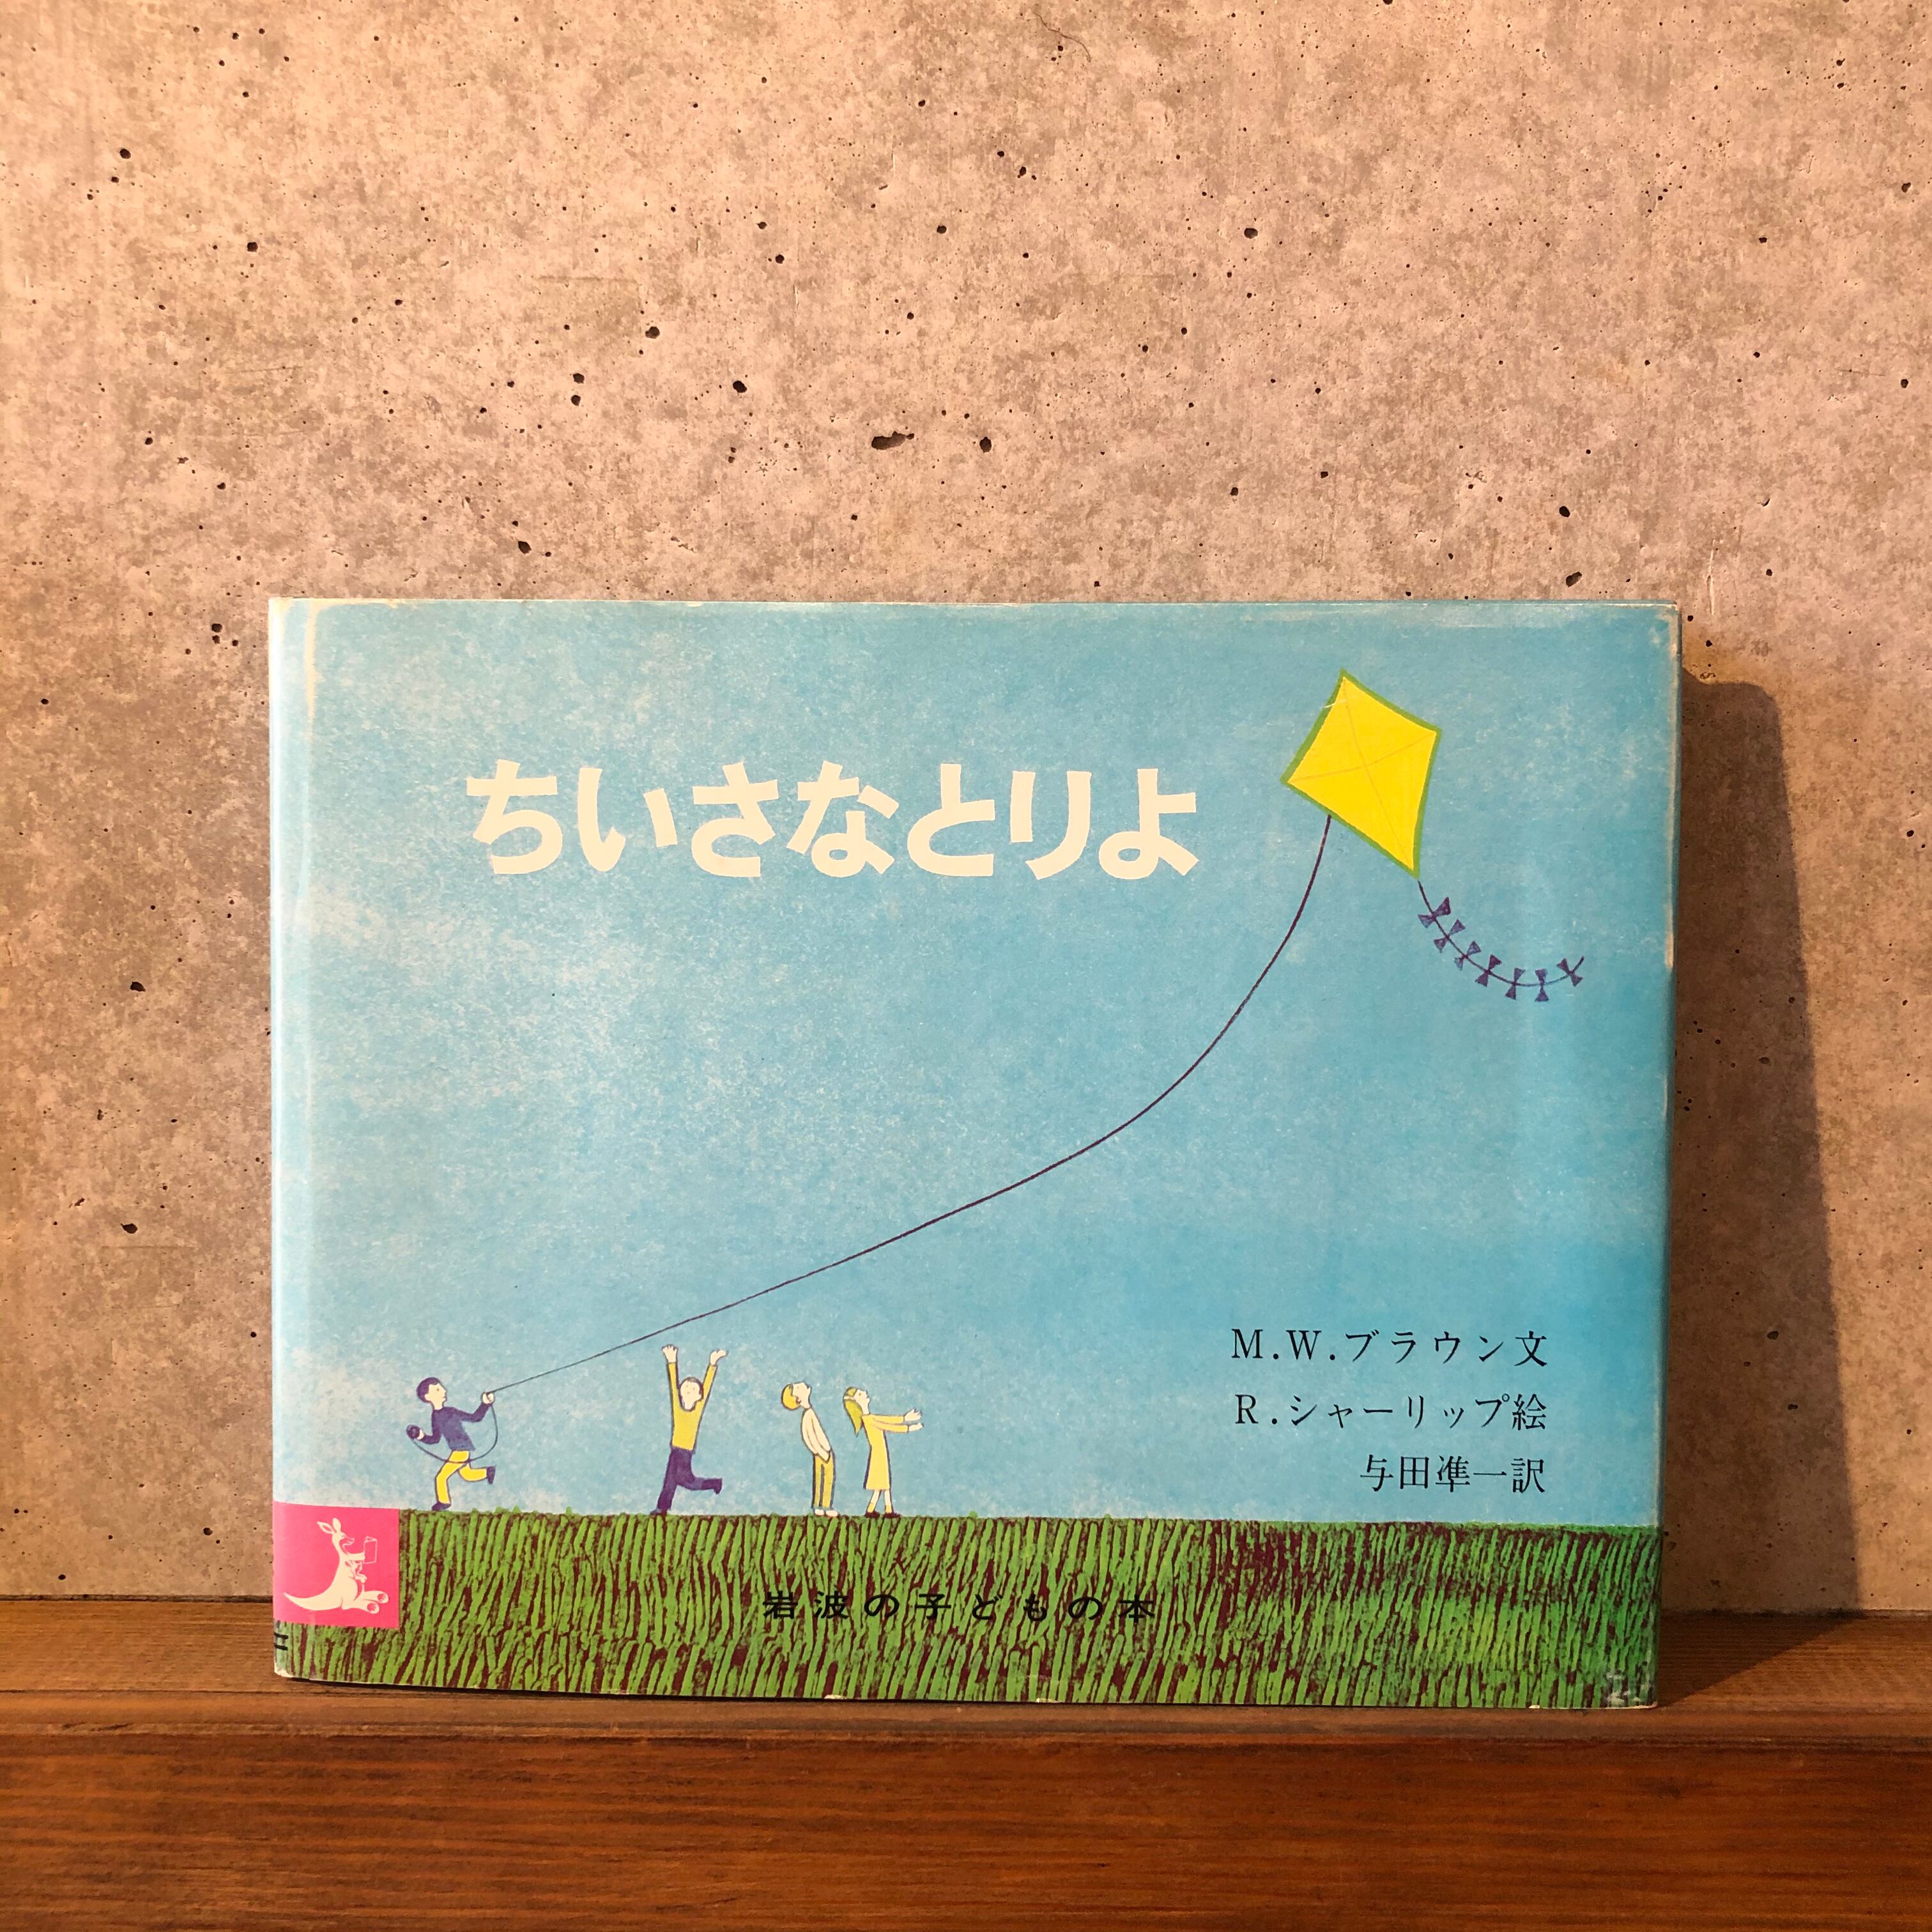 ちいさなとりよ
M.W.ブラウン文
R.シャーリップ絵
与田凖一訳
岩波の子どもの本